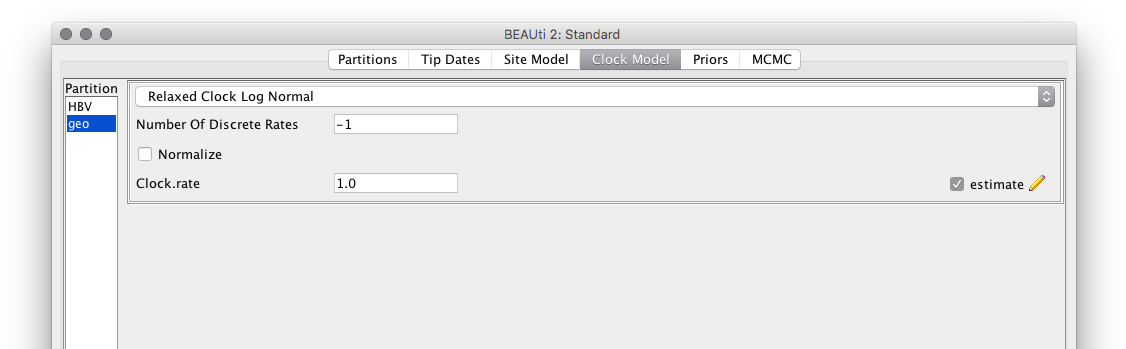 BEAUti 2: Standard
Partitions Tip Dates Site Model Clock Model Priors MCMC
Partition
HBV
geo
Relaxed Clock Log Normal
Number Of Discrete Rates -1
Normalize
Clock.rate 1.0 estimate